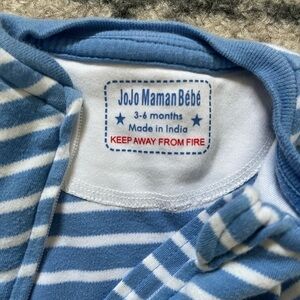 JoJo Maman Bébé
3-6 months
Made in India
KEEP AWAY FROM FIRE